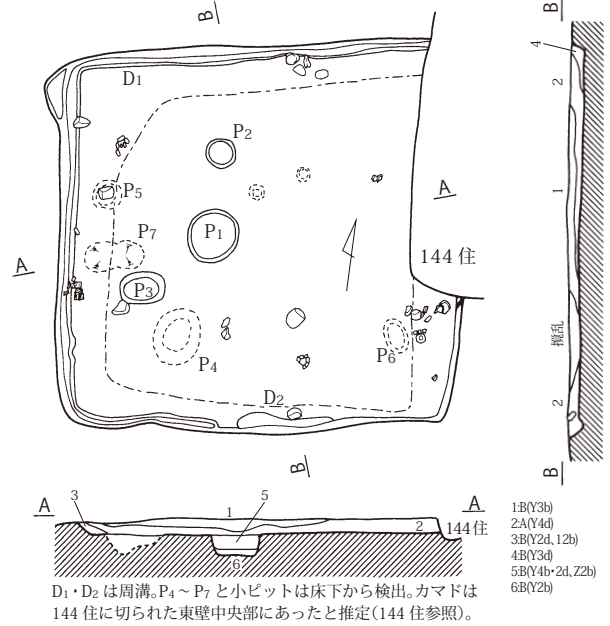 B
B
D1
4
2
P2
P5
A
P1
1
P7
144住
A
P3
P4
P6
撹乱
D2
2
B
B
A
3
1
5
A
2
144住
6
1:B(Y3b)
2:A(Y4d)
3:B(Y2d、12b)
4:B(Y3d)
5:B(Y4b・2d、Z2b)
6:B(Y2b)
D1・D2は周溝。P4～P7と小ピットは床下から検出。カマドは
144住に切られた東壁中央部にあったと推定(144住参照)。